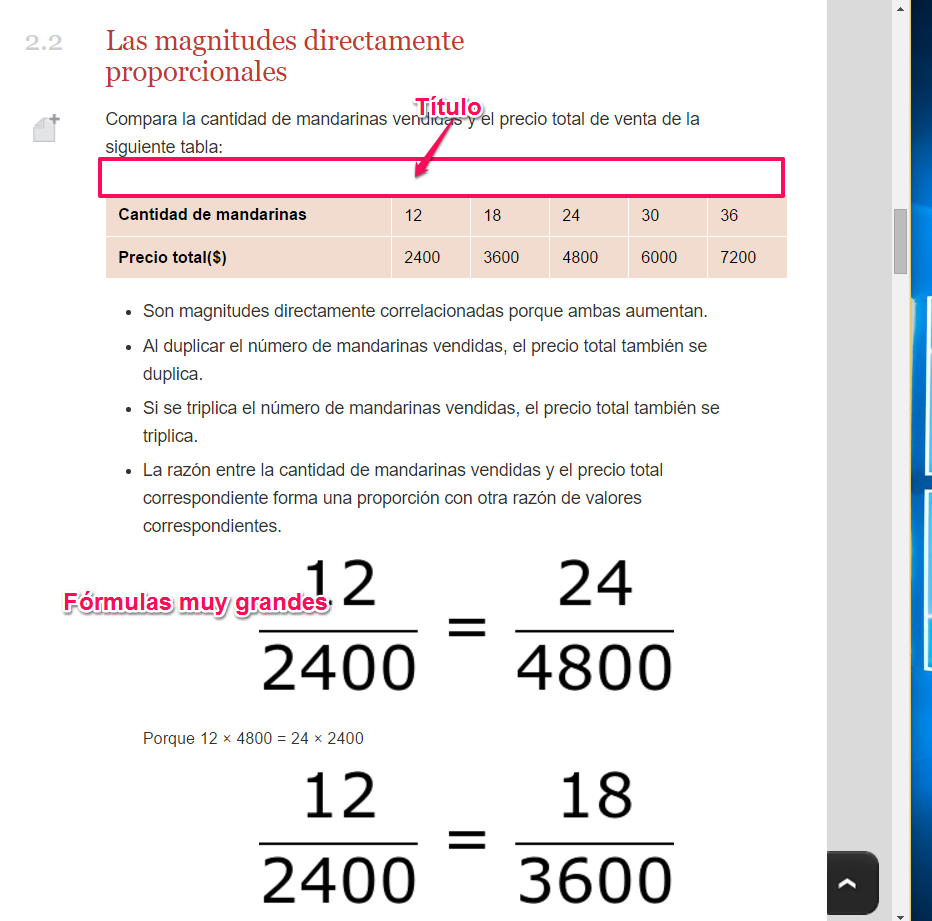 2.2
Las magnitudes directamente
proporcionales
Título
Compara la cantidad de mandarinas vendidas y el precio total de venta de la
siguiente tabla:
Cantidad de mandarinas 12 18 24 30 36
Precio total($) 2400 3600 4800 6000 7200
• Son magnitudes directamente correlacionadas porque ambas aumentan.
• Al duplicar el número de mandarinas vendidas, el precio total también se
duplica.
• Si se triplica el número de mandarinas vendidas, el precio total también se
triplica.
• La razón entre la cantidad de mandarinas vendidas y el precio total
correspondiente forma una proporción con otra razón de valores
correspondientes.
12 24
Fórmulas muy grandes
=
2400 4800
Porque 12 × 4800 = 24 × 2400
12 18
=
2400 3600